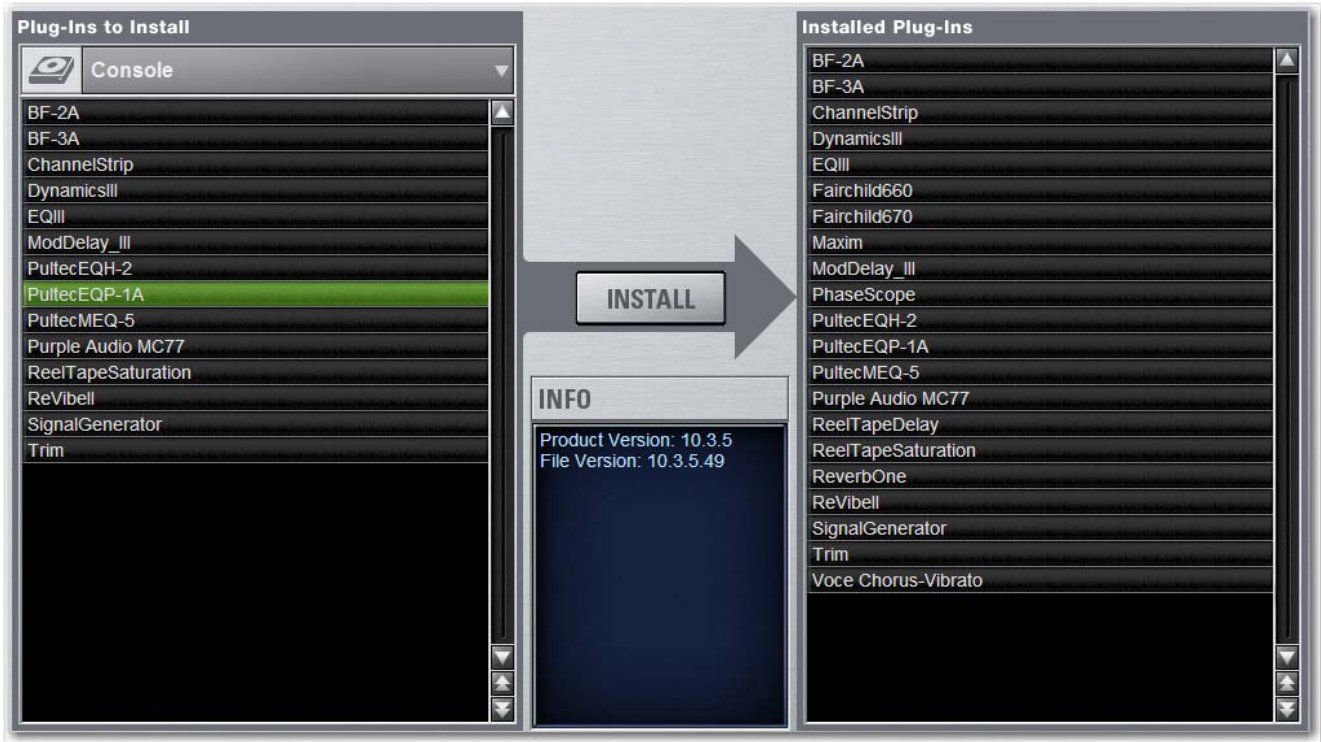 Plug-Ins to Install
Console
BF-2A
BF-3A
ChannelStrip
DynamicsIII
EQIII
ModDelay_III
PultecEQH-2
PultecEQP-1A
PultecMEQ-5
Purple Audio MC77
ReelTapeSaturation
ReVibeII
SignalGenerator
Trim
INSTALL
INFO
Product Version: 10.3.5
File Version: 10.3.5.49
Installed Plug-Ins
BF-2A
BF-3A
ChannelStrip
DynamicsIII
EQIII
Fairchild660
Fairchild670
Maxim
ModDelay_III
PhaseScope
PultecEQH-2
PultecEQP-1A
PultecMEQ-5
Purple Audio MC77
ReelTapeDelay
ReelTapeSaturation
ReverbOne
ReVibeII
SignalGenerator
Trim
Voce Chorus-Vibrato